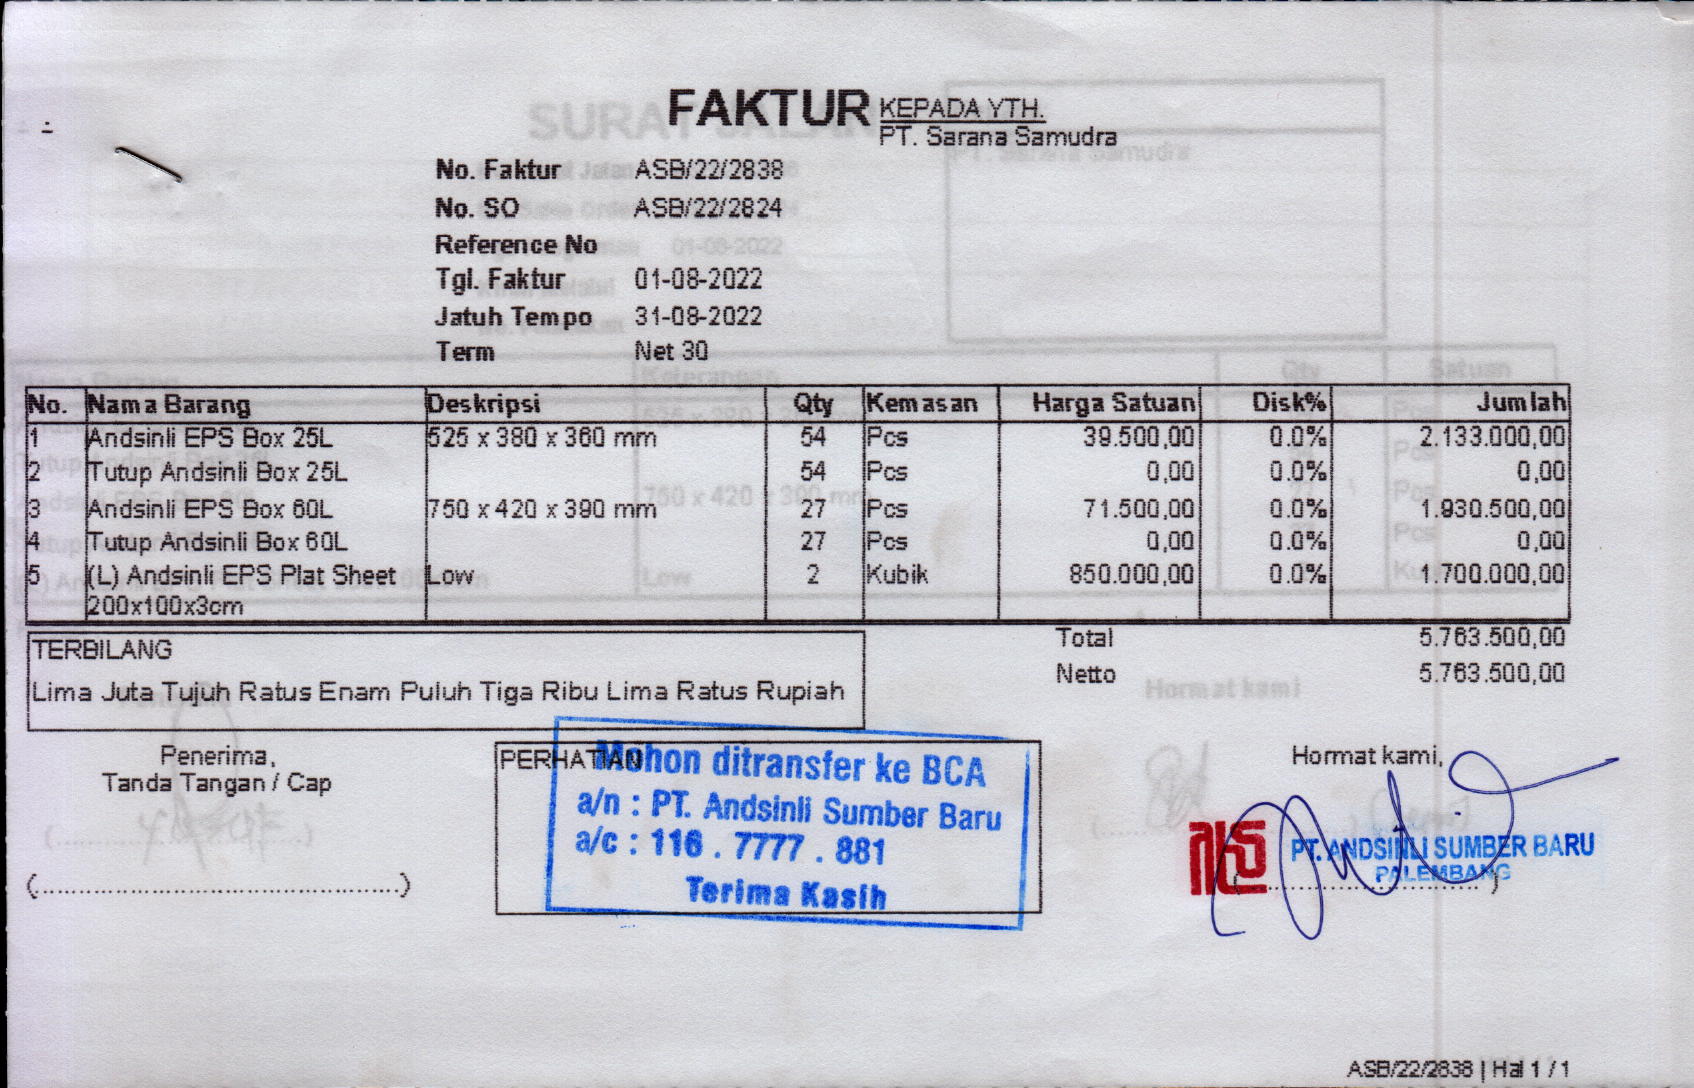 FAKTUR
KEPADA YTH.
PT. Sarana Samudra
No. Faktur ASB/22/2838
No. SO ASB/22/2824
Reference No
Tgl. Faktur 01-08-2022
Jatuh Tempo 31-08-2022
Term Net 30
No. Nama Barang Deskripsi Qty Kemasan Harga Satuan Disk% Jumlah
1 Andsinli EPS Box 25L 525 x 380 x 360 mm 54 Pcs 39.500,00 0.0% 2.133.000,00
2 Tutup Andsinli Box 25L 54 Pcs 0,00 0.0% 0,00
3 Andsinli EPS Box 60L 750 x 420 x 390 mm 27 Pcs 71.500,00 0.0% 1.930.500,00
4 Tutup Andsinli Box 60L 27 Pcs 0,00 0.0% 0,00
5 (L) Andsinli EPS Plat Sheet Low 2 Kubik 850.000,00 0.0% 1.700.000,00
200x100x3cm
Total 5.763.500,00
Netto 5.763.500,00
TERBILANG
Lima Juta Tujuh Ratus Enam Puluh Tiga Ribu Lima Ratus Rupiah
Penerima,
Tanda Tangan / Cap
(............................................)
PERHATIAN
Mohon ditransfer ke BCA
a/n : PT. Andsinli Sumber Baru
a/c : 116 . 7777 . 881
Terima Kasih
Hormat kami,
PT. ANDSINLI SUMBER BARU
PALEMBANG
ASB/22/2838 | Hal 1 / 1